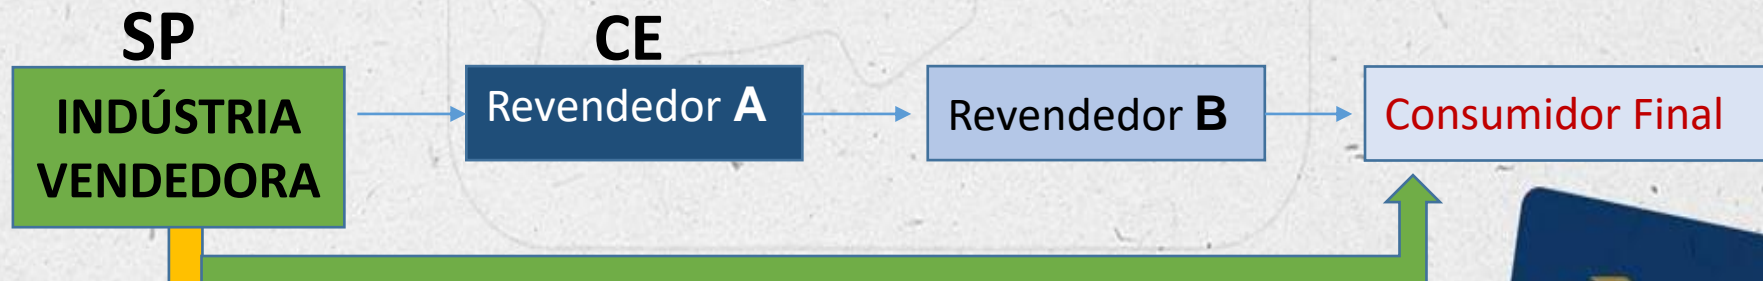 SP
CE
INDÚSTRIA
VENDEDORA
Revendedor A
Revendedor B
Consumidor Final